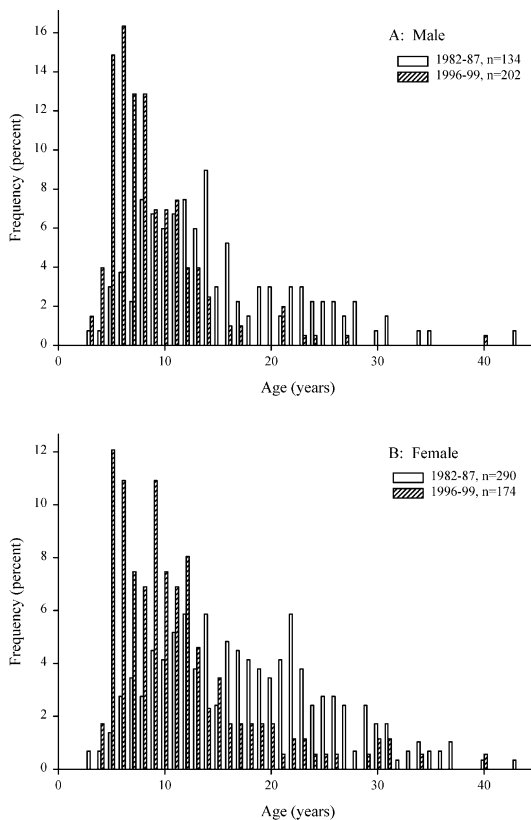 A: Male
1982-87, n=134
1996-99, n=202
Frequency (percent)
16
14
12
10
8
6
4
2
0
0 10 20 30 40
Age (years)
B: Female
1982-87, n=290
1996-99, n=174
Frequency (percent)
12
10
8
6
4
2
0
0 10 20 30 40
Age (years)